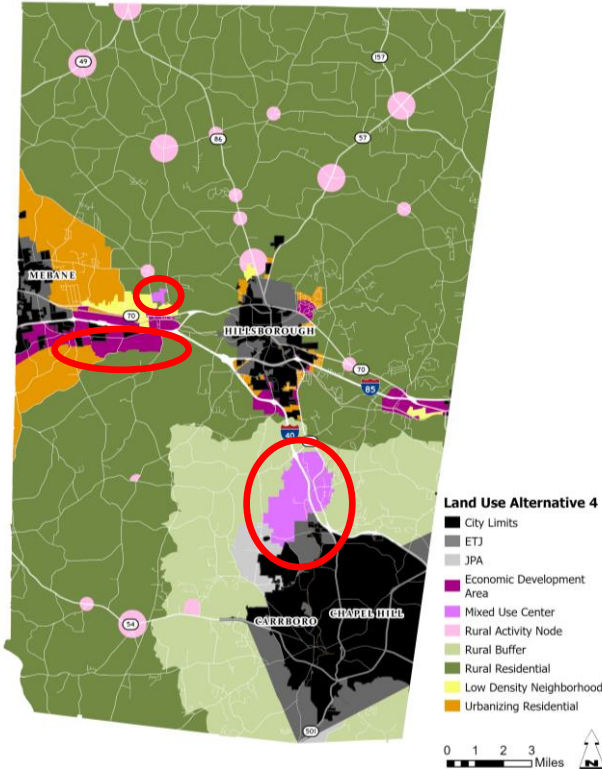 49
157
86
57
MEBANE
70
HILLSBOROUGH
70
85
40
Land Use Alternative 4
City Limits
ETJ
JPA
Economic Development
Area
Mixed Use Center
Rural Activity Node
Rural Buffer
Rural Residential
Low Density Neighborhood
Urbanizing Residential
CHAPEL HILL
CARRBORO
54
501
0 1 2 3
Miles
N